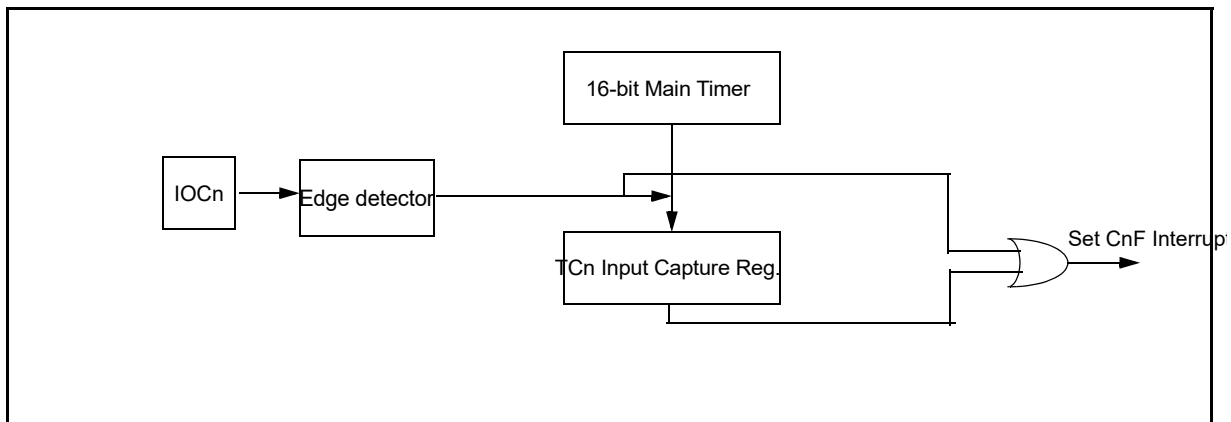 16-bit Main Timer
IOCn
Edge detector
TCn Input Capture Reg.
Set CnF Interrupt